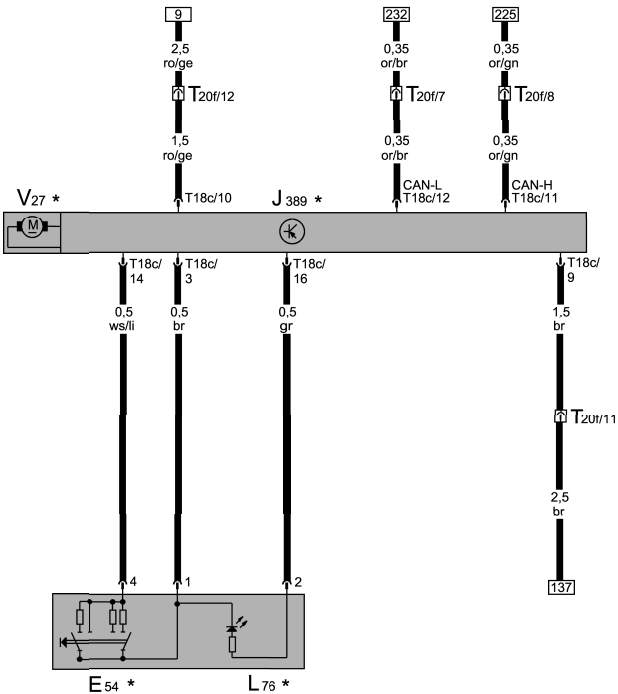 9
232
225
2,5
ro/ge
0,35
or/br
0,35
or/gn
T20f/12
T20f/7
T20f/8
1,5
ro/ge
0,35
or/br
0,35
or/gn
V27 *
T18c/10
J389 *
CAN-L
T18c/12
CAN-H
T18c/11
M
T18c/
14
T18c/
3
T18c/
16
T18c/
9
0,5
ws/li
0,5
br
0,5
gr
1,5
br
T20f/11
2,5
br
4
1
2
137
E54 *
L76 *